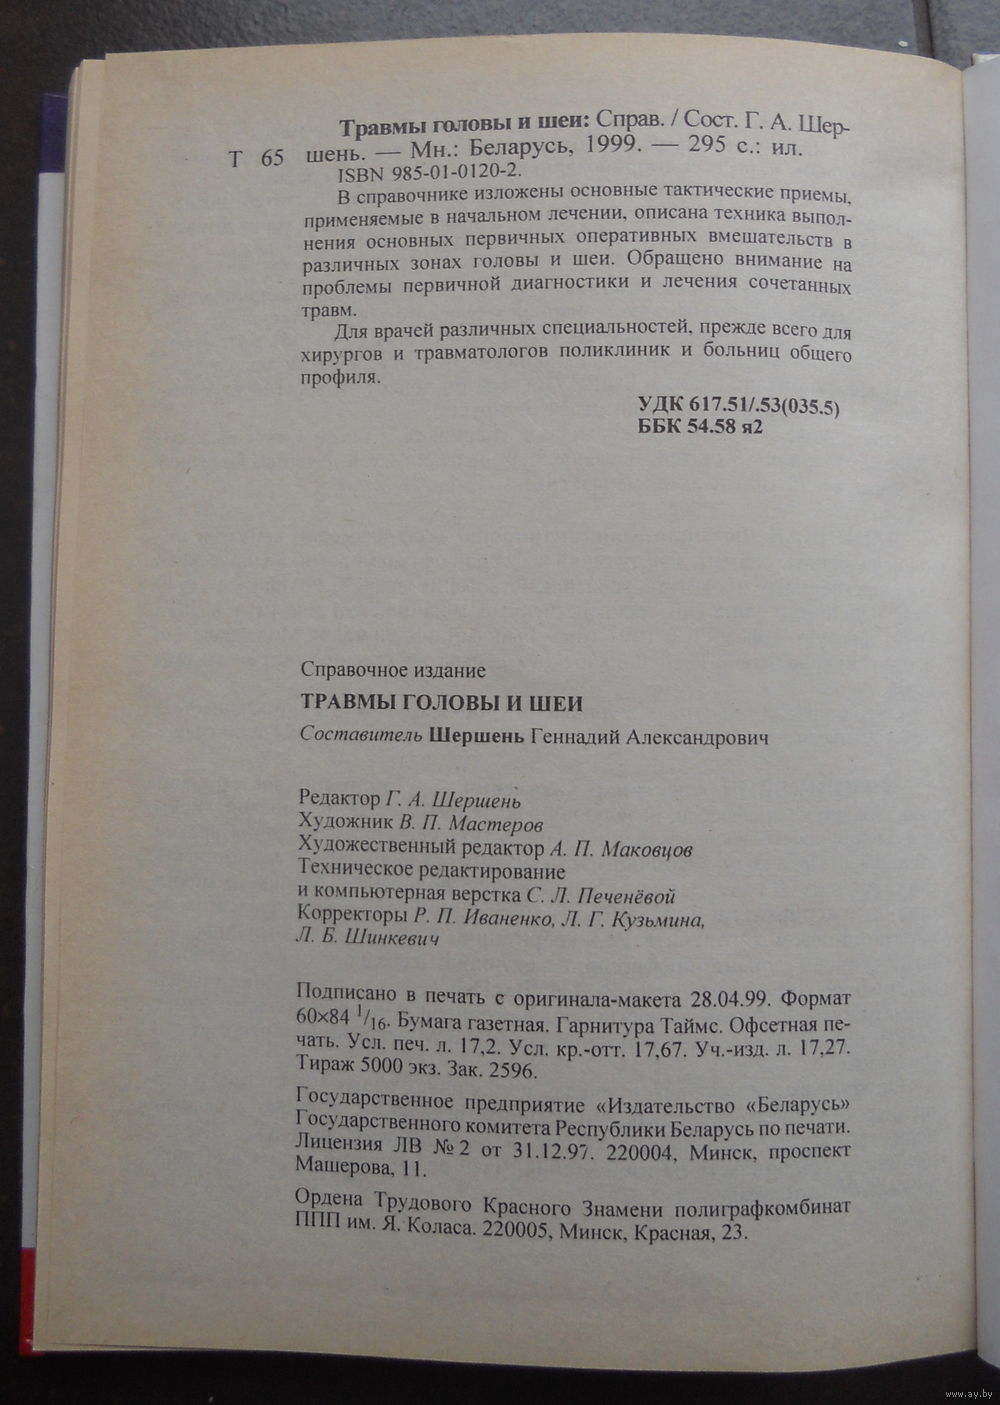 Травмы головы и шеи: Справ. / Сост. Г. А. Шер-
Т 65 шень. — Мн.: Беларусь, 1999. — 295 с.: ил.
ISBN 985-01-0120-2.
В справочнике изложены основные тактические приемы,
применяемые в начальном лечении, описана техника выпол-
нения основных первичных оперативных вмешательств в
различных зонах головы и шеи. Обращено внимание на
проблемы первичной диагностики и лечения сочетанных
травм.
Для врачей различных специальностей, прежде всего для
хирургов и травматологов поликлиник и больниц общего
профиля.
УДК 617.51/.53(035.5)
ББК 54.58 я2
Справочное издание
ТРАВМЫ ГОЛОВЫ И ШЕИ
Составитель Шершень Геннадий Александрович
Редактор Г. А. Шершень
Художник В. П. Мастеров
Художественный редактор А. П. Маковцов
Техническое редактирование
и компьютерная верстка С. Л. Печенёвой
Корректоры Р. П. Иваненко, Л. Г. Кузьмина,
Л. Б. Шинкевич
Подписано в печать с оригинала-макета 28.04.99. Формат
60×84 1/16. Бумага газетная. Гарнитура Таймс. Офсетная пе-
чать. Усл. печ. л. 17,2. Усл. кр.-отт. 17,67. Уч.-изд. л. 17,27.
Тираж 5000 экз. Зак. 2596.
Государственное предприятие «Издательство «Беларусь»
Государственного комитета Республики Беларусь по печати.
Лицензия ЛВ №2 от 31.12.97. 220004, Минск, проспект
Машерова, 11.
Ордена Трудового Красного Знамени полиграфкомбинат
ППП им. Я. Коласа. 220005, Минск, Красная, 23.
www.ay.by